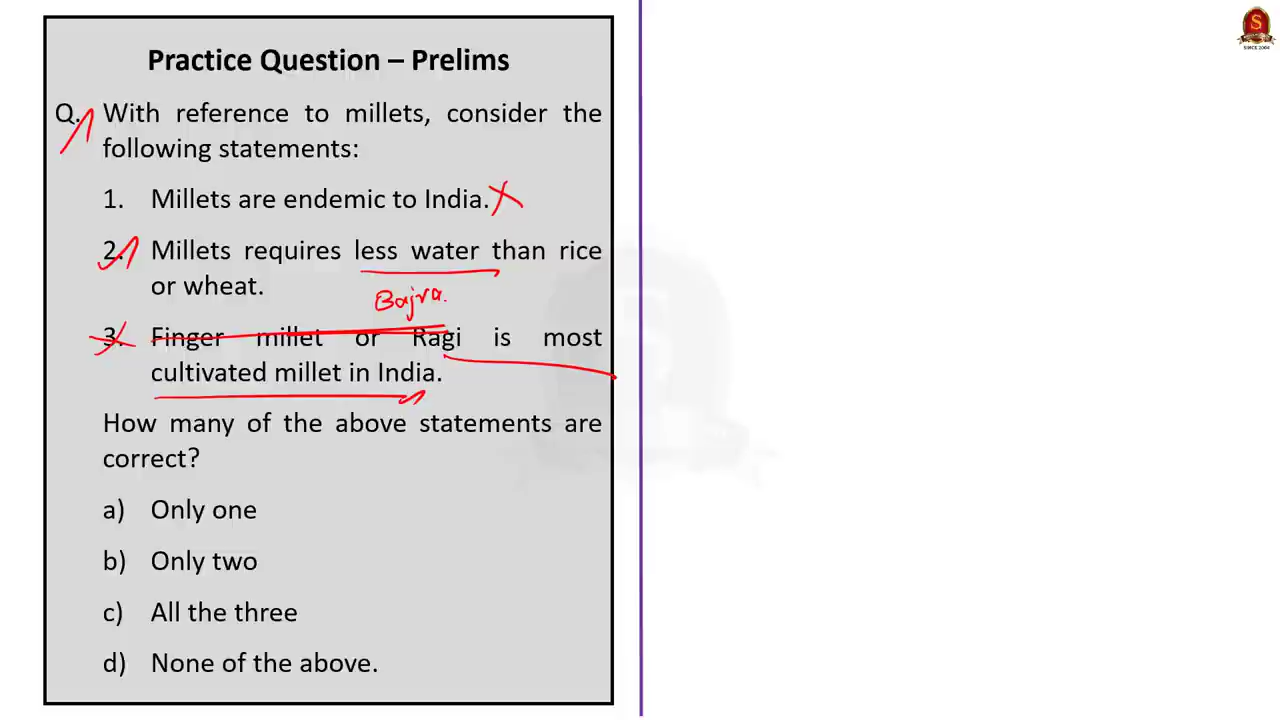 Practice Question – Prelims
Q. With reference to millets, consider the
following statements:
1. Millets are endemic to India.
2. Millets requires less water than rice
or wheat.
Bajra.
3. Finger millet or Ragi is most
cultivated millet in India.
How many of the above statements are
correct?
a) Only one
b) Only two
c) All the three
d) None of the above.
S
SINCE 2004